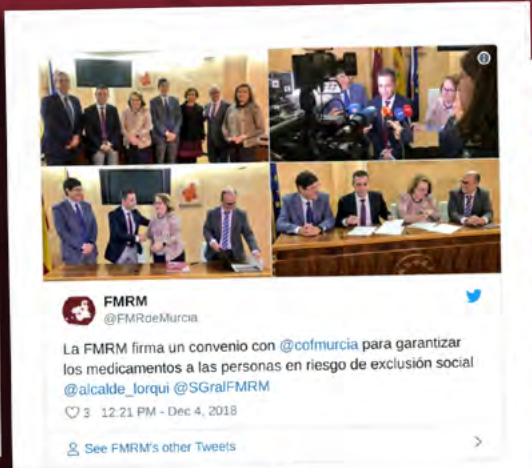 FMRM
@FMRdeMurcia
La FMRM firma un convenio con @cofmurcia para garantizar
los medicamentos a las personas en riesgo de exclusión social
@alcalde_lorqui @SGralFMRM
3 12:21 PM - Dec 4, 2018
See FMRM's other Tweets